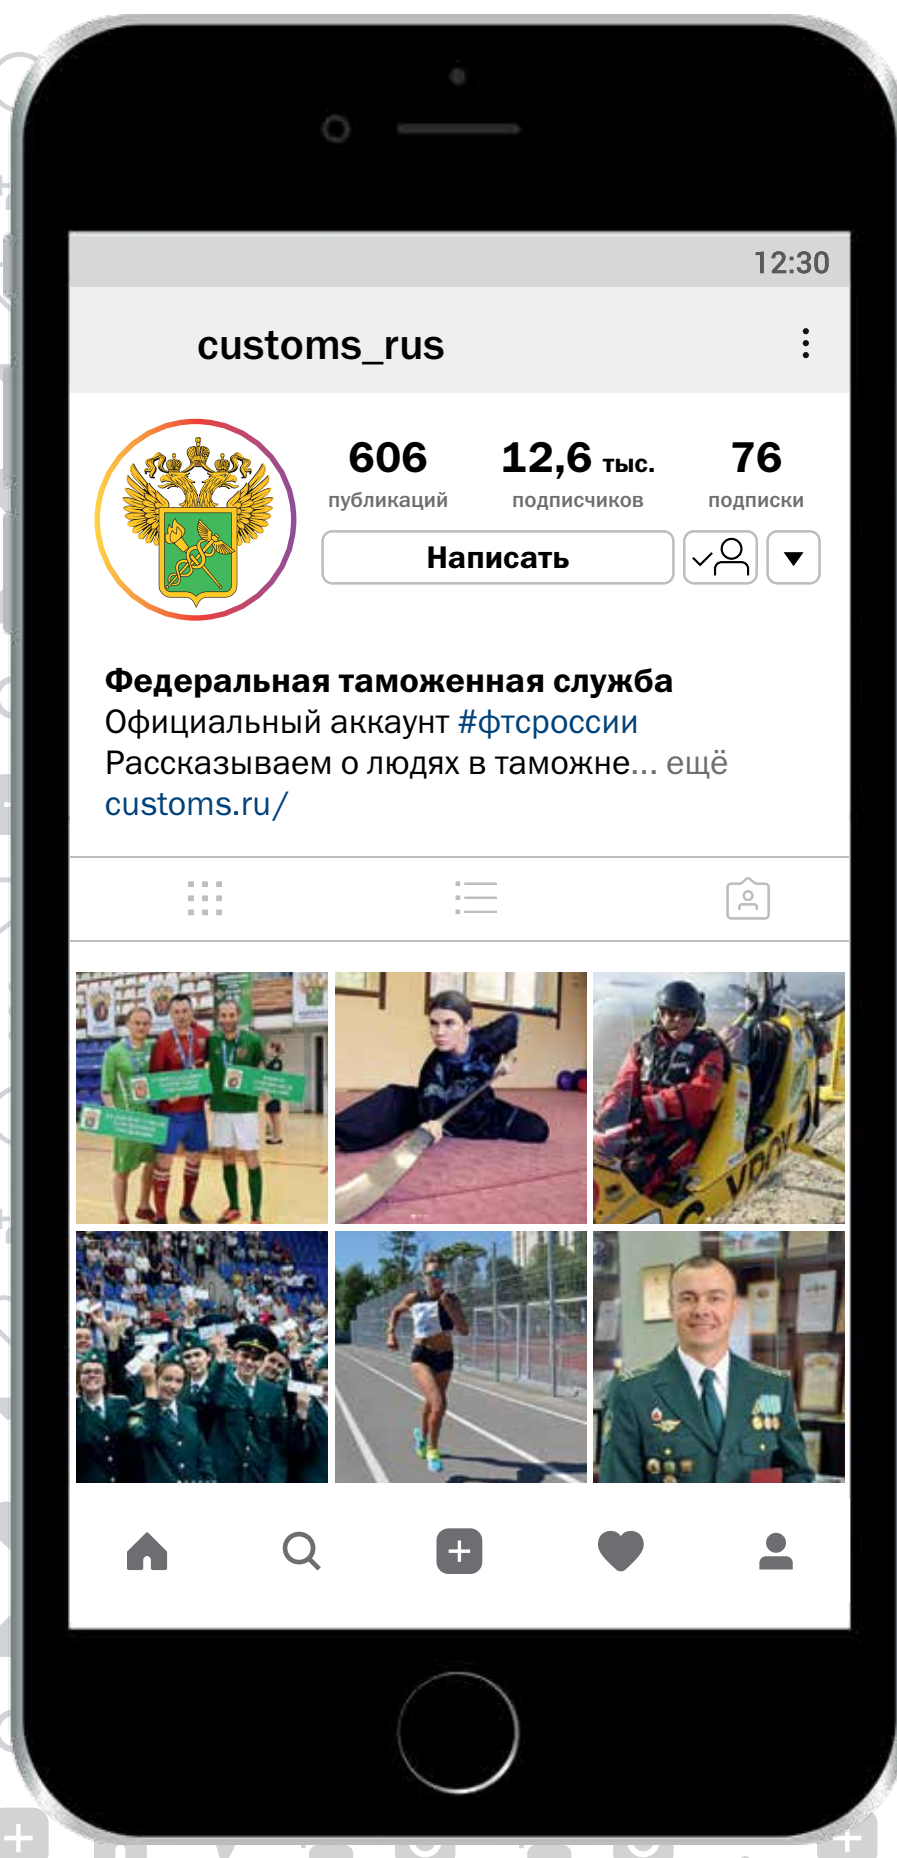 12:30
customs_rus
606 12,6 тыс. 76
публикаций подписчиков подписки
Написать
Федеральная таможенная служба
Официальный аккаунт #фтсроссии
Рассказываем о людях в таможне... ещё
customs.ru/